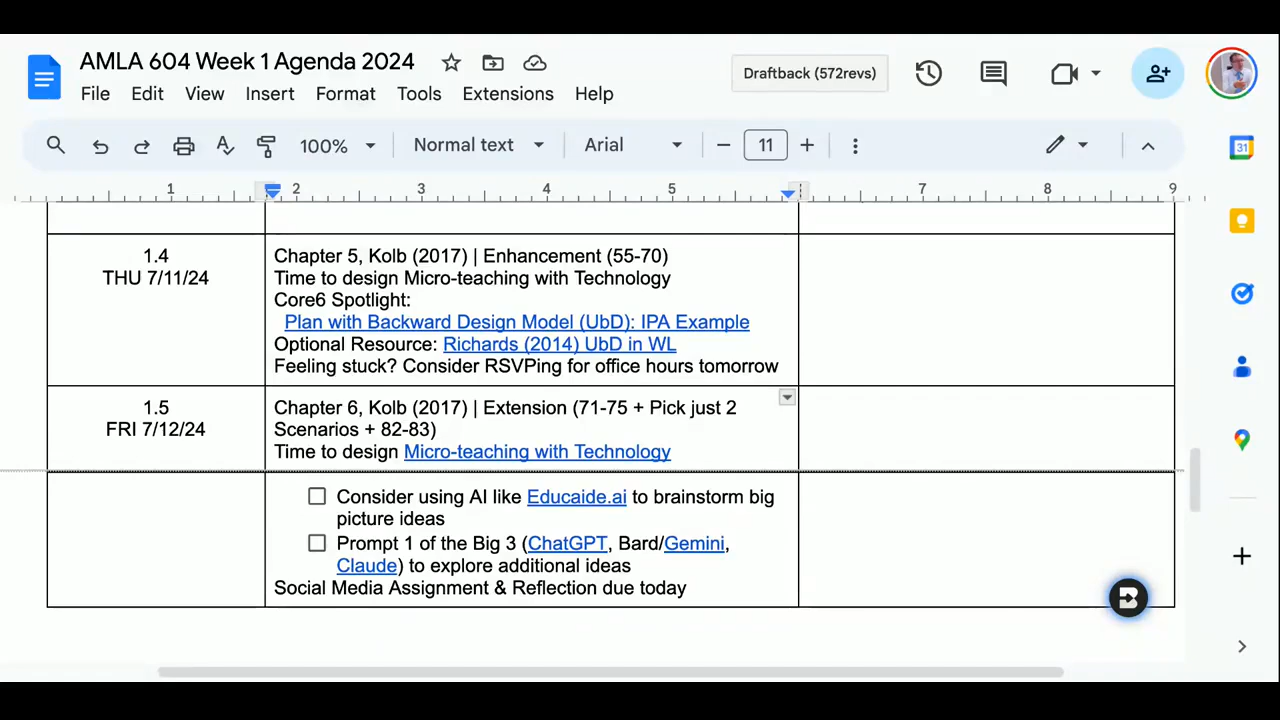 AMLA 604 Week 1 Agenda 2024
Draftback (572revs)
File Edit View Insert Format Tools Extensions Help
100% Normal text Arial 11
1 2 3 4 5 7 8 9
31
1.4
THU 7/11/24
Chapter 5, Kolb (2017) | Enhancement (55-70)
Time to design Micro-teaching with Technology
Core6 Spotlight:
Plan with Backward Design Model (UbD): IPA Example
Optional Resource: Richards (2014) UbD in WL
Feeling stuck? Consider RSVPing for office hours tomorrow
1.5
FRI 7/12/24
Chapter 6, Kolb (2017) | Extension (71-75 + Pick just 2
Scenarios + 82-83)
Time to design Micro-teaching with Technology
Consider using AI like Educaide.ai to brainstorm big
picture ideas
Prompt 1 of the Big 3 (ChatGPT, Bard/Gemini,
Claude) to explore additional ideas
Social Media Assignment & Reflection due today